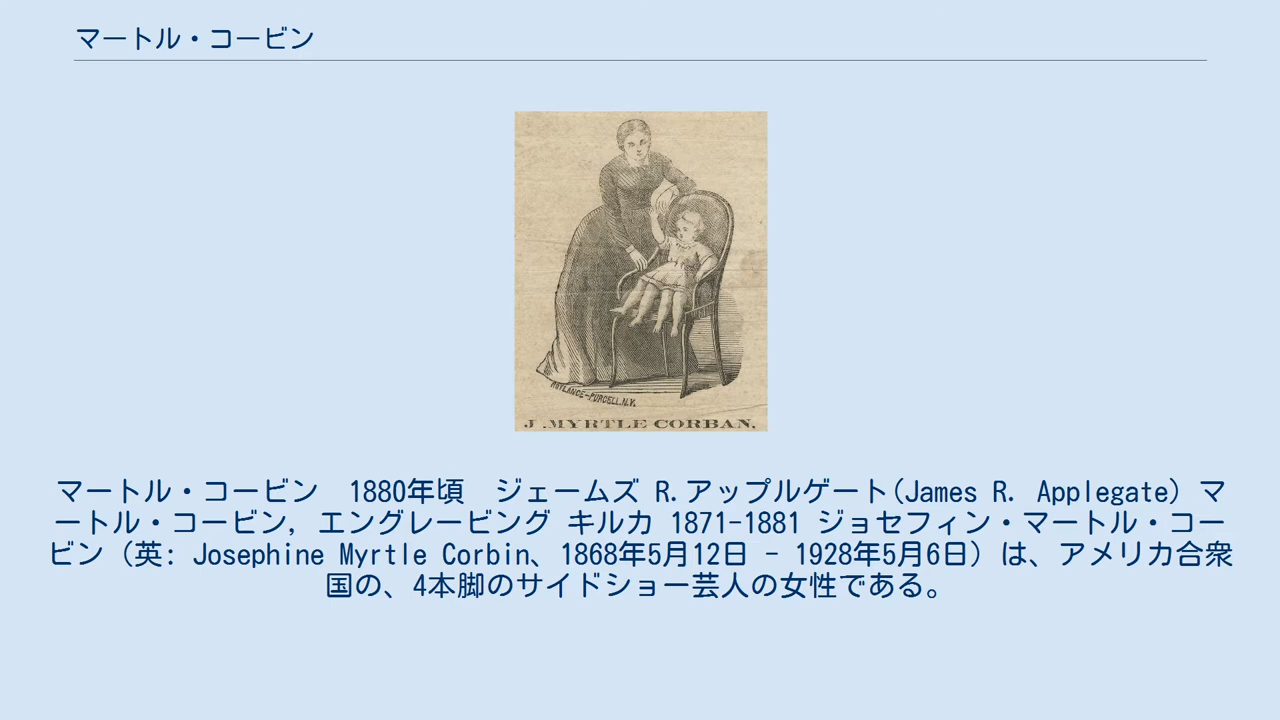 マートル・コービン
ROYLANCE-PURCELL.N.Y.
J.MYRTLE CORBAN.
マートル・コービン　1880年頃　ジェームズ R.アップルゲート(James R. Applegate) マ
ートル・コービン, エングレービング キルカ 1871-1881 ジョセフィン・マートル・コー
ビン（英: Josephine Myrtle Corbin、1868年5月12日 - 1928年5月6日）は、アメリカ合衆
国の、4本脚のサイドショー芸人の女性である。